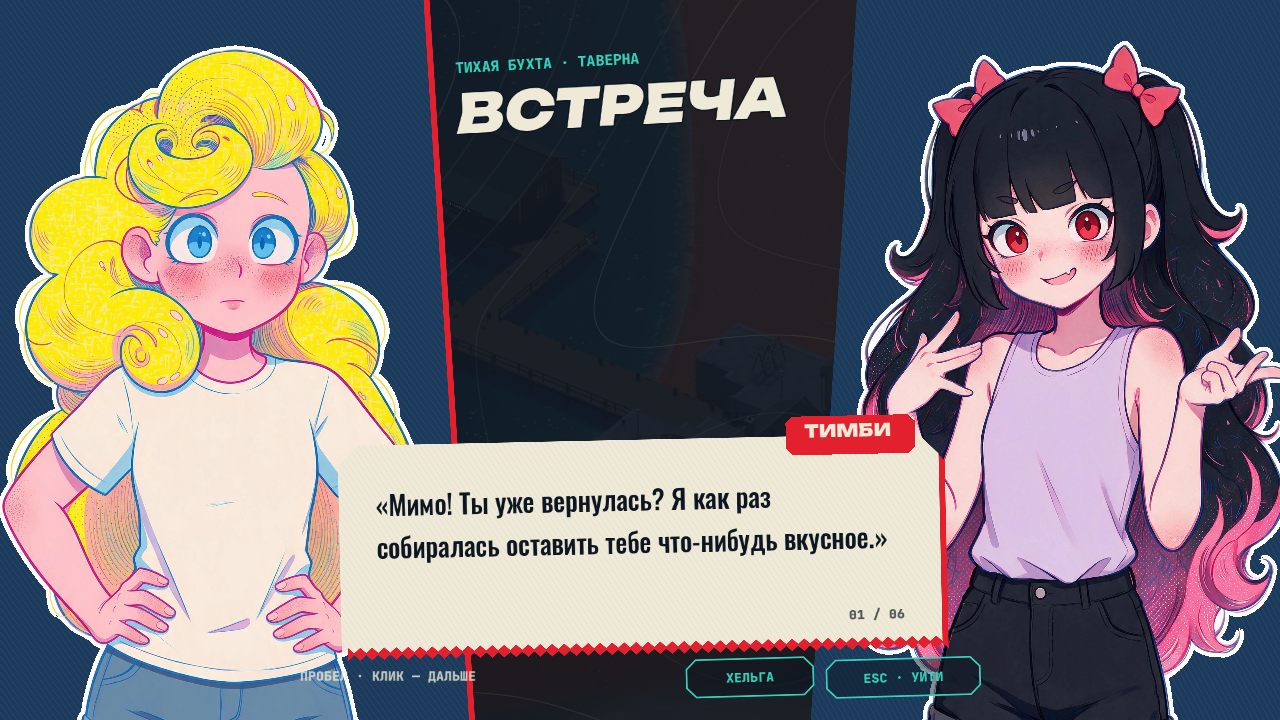 ТИХАЯ БУХТА · ТАВЕРНА
ВСТРЕЧА
ТИМБИ
«Мимо! Ты уже вернулась? Я как раз
собиралась оставить тебе что-нибудь вкусное.»
01 / 06
ПРОБЕЛ · КЛИК — ДАЛЬШЕ
ХЕЛЬГА
ESC · УЙТИ